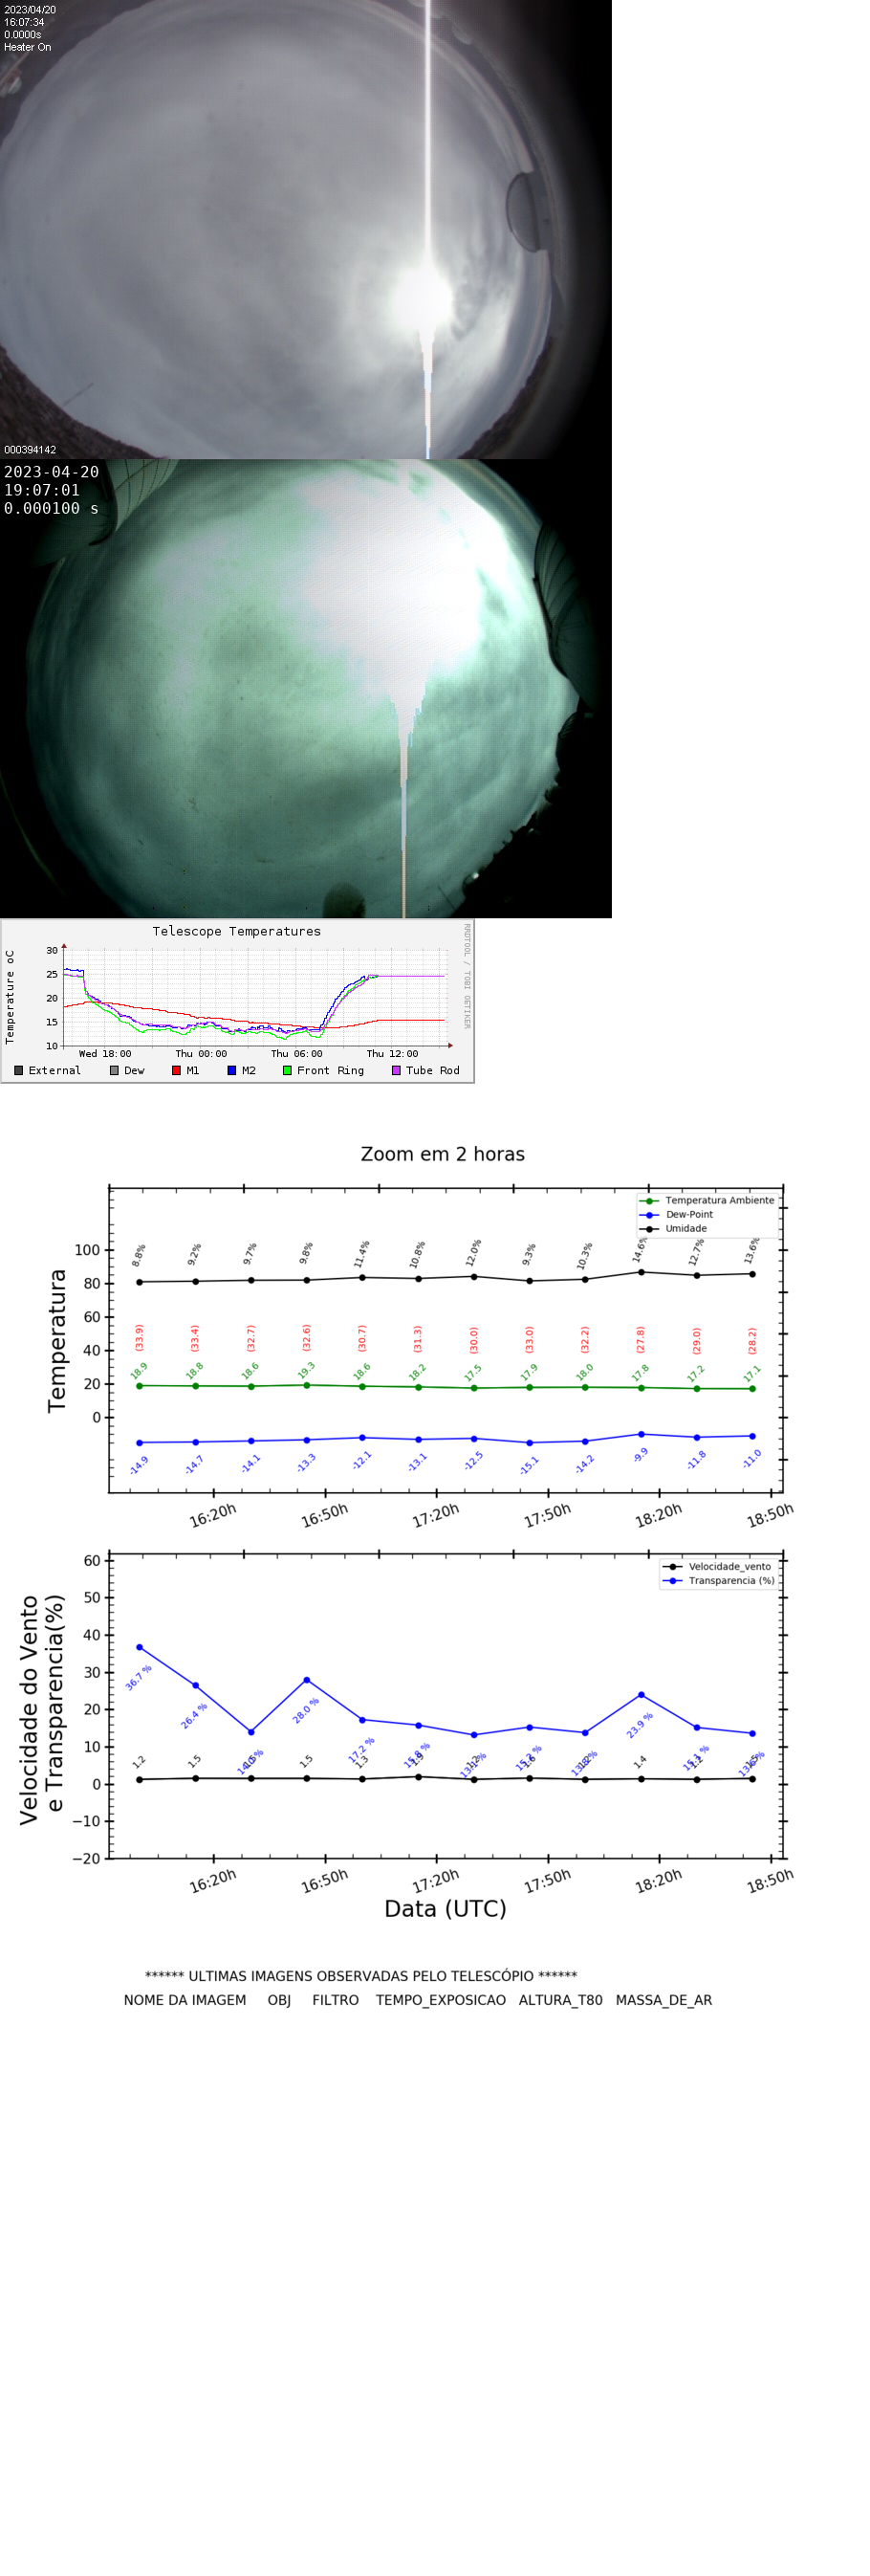 2023/04/20
16:07:34
0.0000s
Heater On
000394142
2023-04-20
19:07:01
0.000100 s
Telescope Temperatures
RRDTOOL / TOBI OETIKER
Temperature oC
30
25
20
15
10
Wed 18:00 Thu 00:00 Thu 06:00 Thu 12:00
External Dew M1 M2 Front Ring Tube Rod
Zoom em 2 horas
Temperatura Ambiente
Dew-Point
Umidade
Temperatura
100
80
60
40
20
0
8.8% 9.2% 9.7% 9.8% 11.4% 10.8% 12.0% 9.3% 10.3% 14.6% 12.7% 13.6%
(33.9) (33.4) (32.7) (32.6) (30.7) (31.3) (30.0) (33.0) (32.2) (27.8) (29.0) (28.2)
18.9 18.8 18.6 19.3 18.6 18.2 17.5 17.9 18.0 17.8 17.2 17.1
-14.9 -14.7 -14.1 -13.3 -12.1 -13.1 -12.5 -15.1 -14.2 -9.9 -11.8 -11.0
16:20h 16:50h 17:20h 17:50h 18:20h 18:50h
Velocidade_vento
Transparencia (%)
Velocidade do Vento
e Transparencia(%)
60
50
40
30
20
10
0
−10
−20
36.7 % 26.4 % 28.0 % 17.2 % 23.9 %
1.2 1.5 1.5 1.3 1.4
16:20h 16:50h 17:20h 17:50h 18:20h 18:50h
Data (UTC)
****** ULTIMAS IMAGENS OBSERVADAS PELO TELESCÓPIO ******
NOME DA IMAGEM OBJ FILTRO TEMPO_EXPOSICAO ALTURA_T80 MASSA_DE_AR